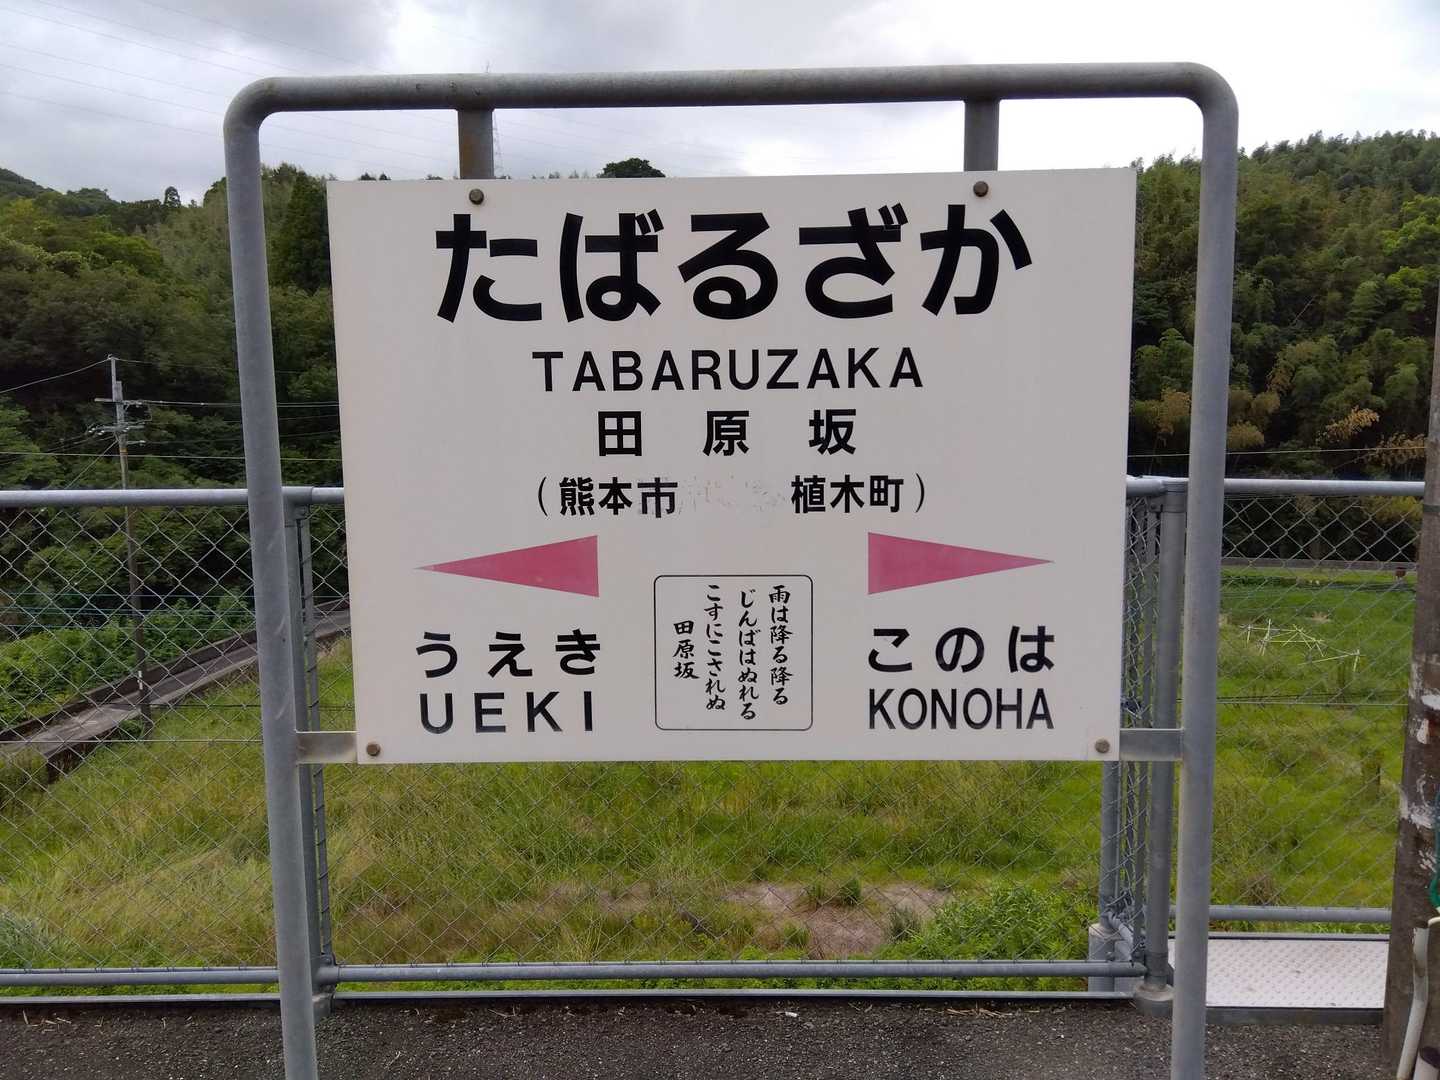 たばるざか
TABARUZAKA
田原坂
(熊本市 植木町)
うえき
UEKI
雨は降る降る
じんばはぬれる
こすにこされぬ
田原坂
このは
KONOHA